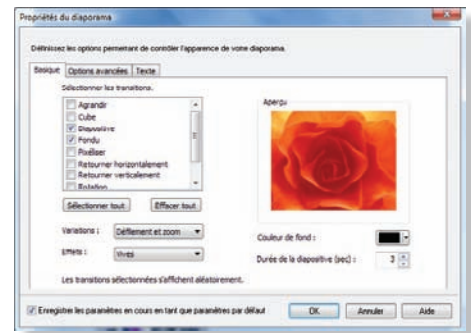 Propriétés du diaporama
Définissez les options permettant de contrôler l'apparence de votre diaporama.
Basique Options avancées Texte
Sélectionner les transitions.
Agrandir
Cube
Diapositive
Fondu
Pixéliser
Retourner horizontalement
Retourner verticalement
Rotation
Sélectionner tout Effacer tout
Variations : Défilement et zoom
Effets : Vives
Les transitions sélectionnées s'affichent aléatoirement.
Aperçu
Couleur de fond :
Durée de la diapositive (sec) : 3
Enregistrer les paramètres en cours en tant que paramètres par défaut
OK Annuler Aide